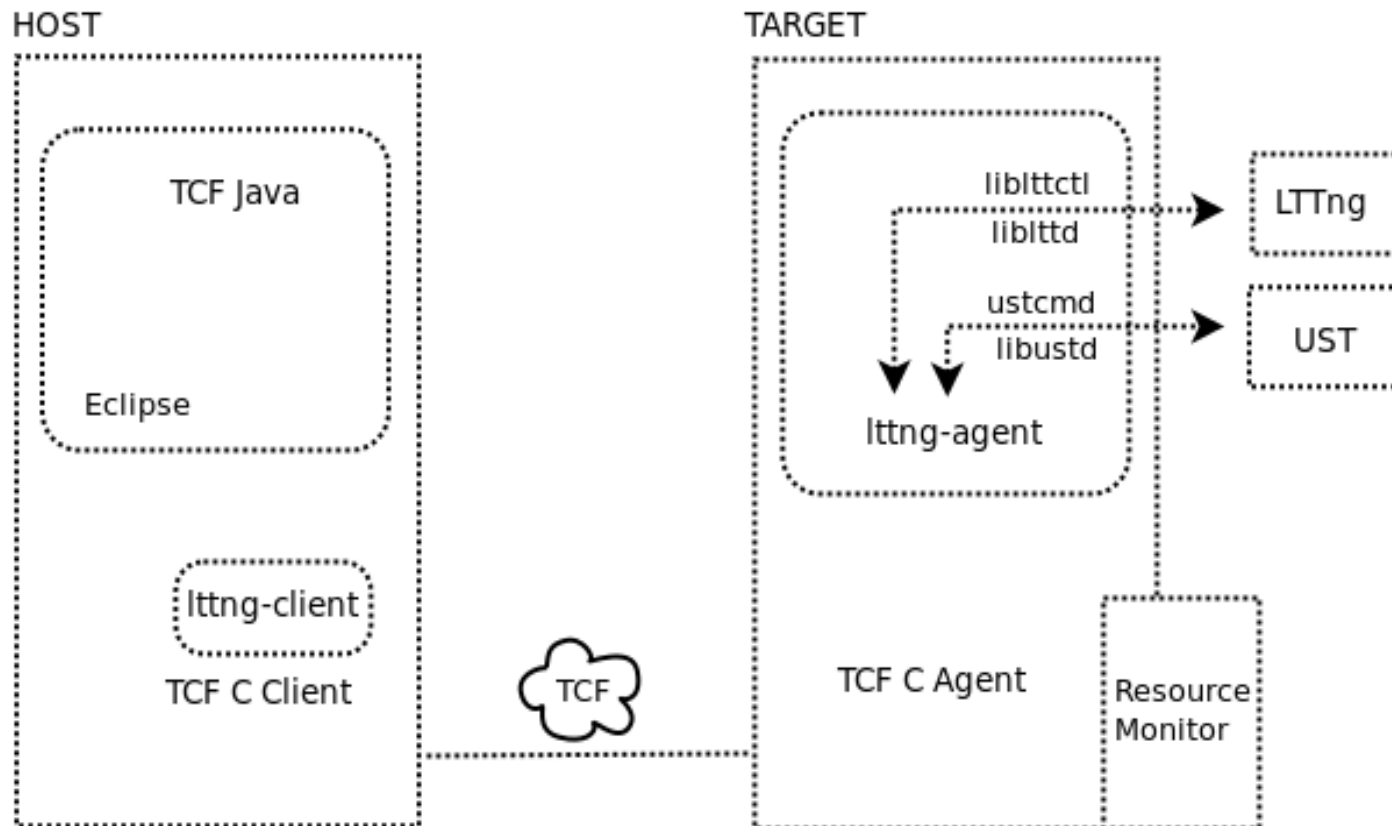 HOST
TARGET
TCF Java
Eclipse
lttng-client
TCF C Client
TCF
liblttctl
liblttd
ustcmd
libustd
lttng-agent
TCF C Agent
Resource
Monitor
LTTng
UST